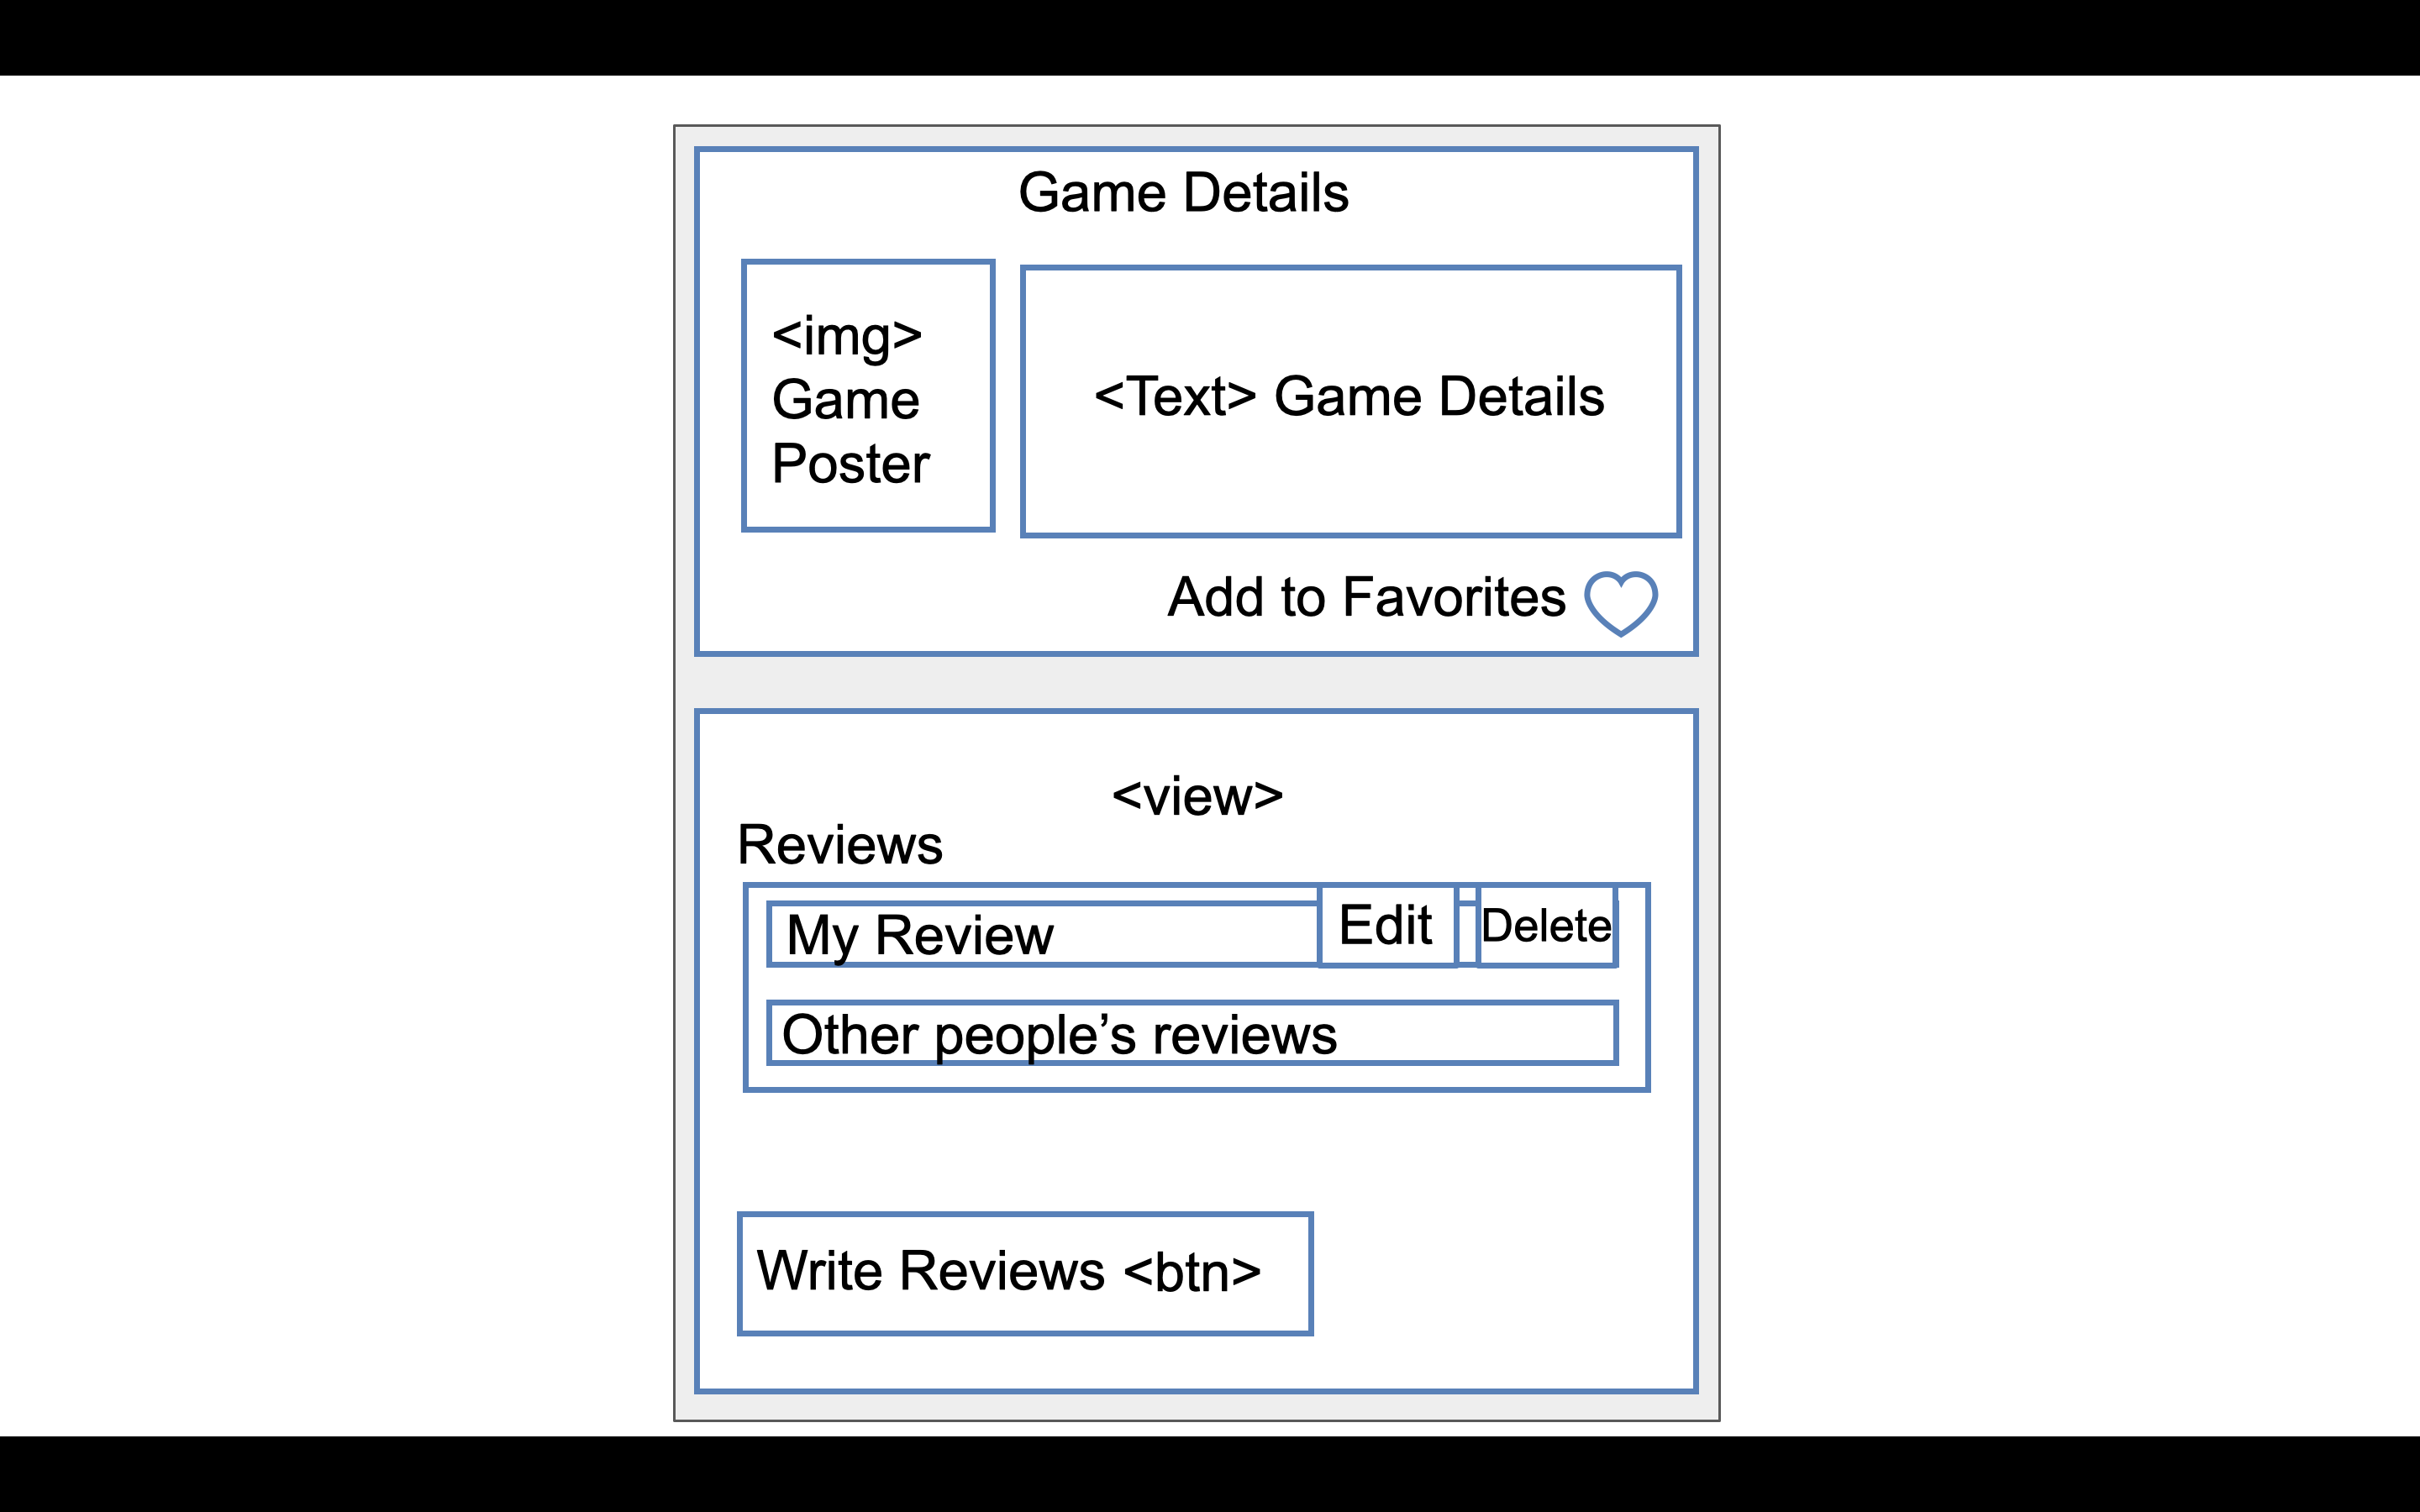 Game Details
<img>
Game
Poster
<Text> Game Details
Add to Favorites
<view>
Reviews
My Review
Edit
Delete
Other people’s reviews
Write Reviews <btn>